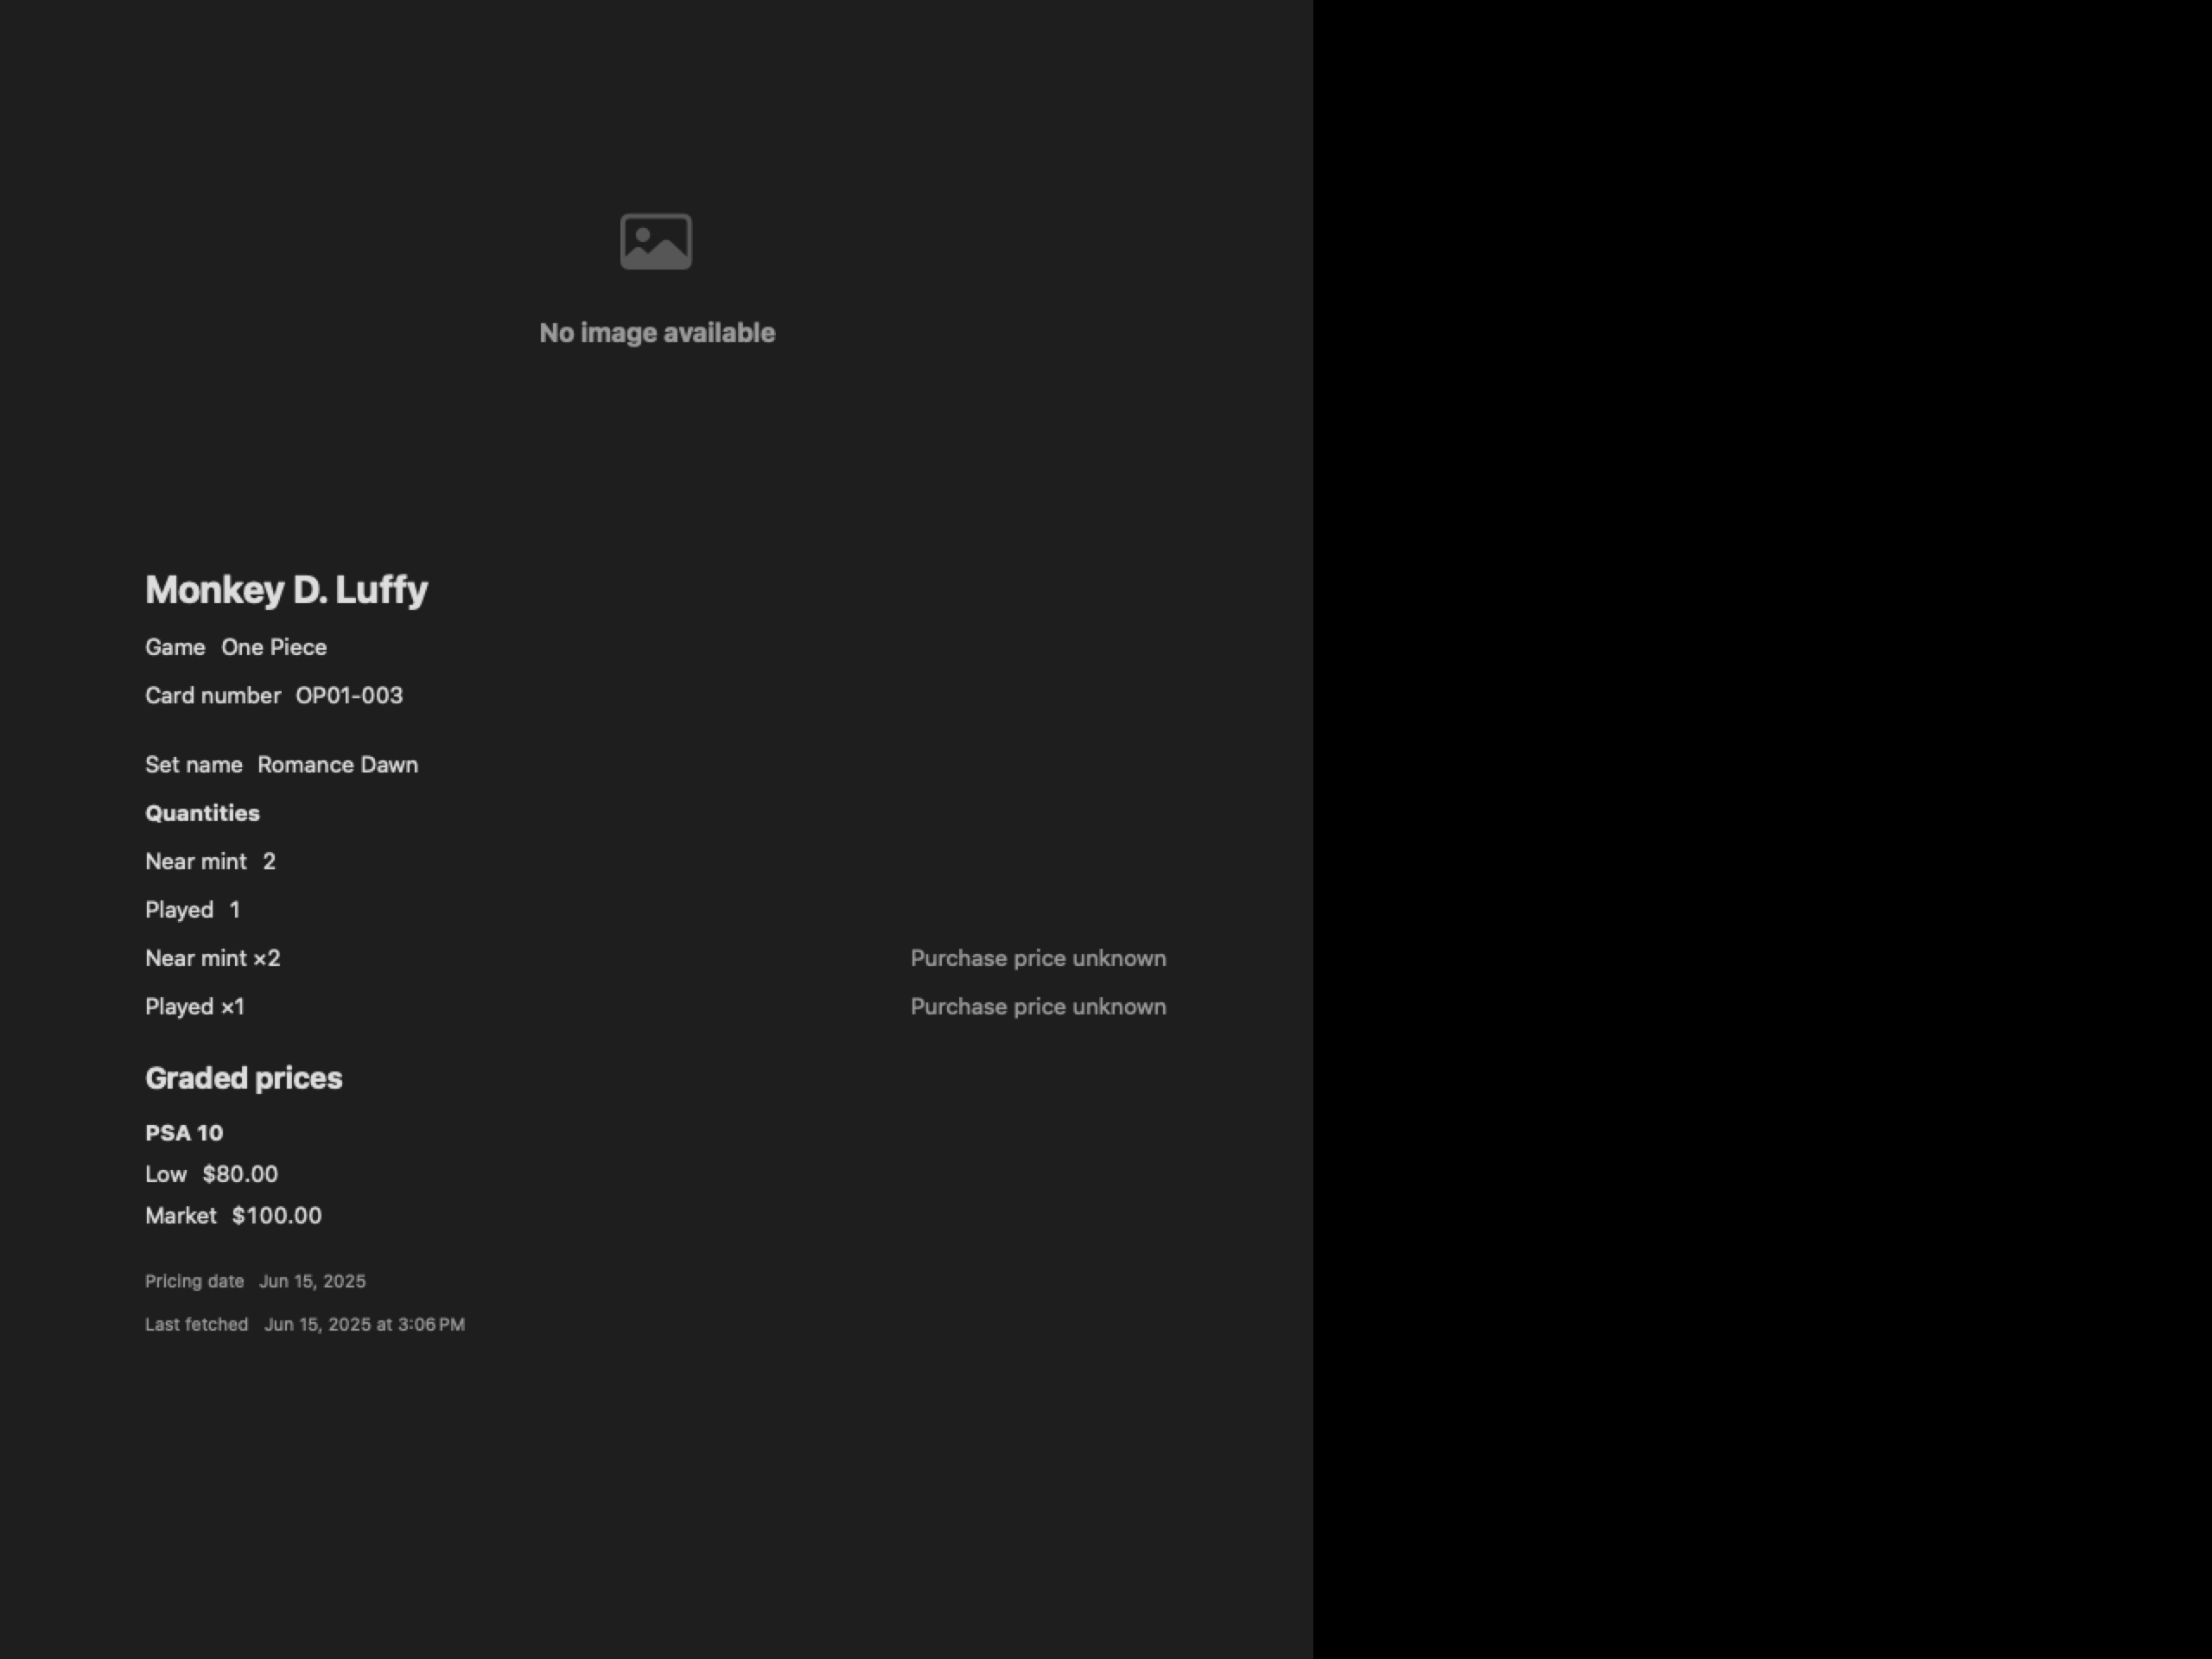 No image available
Monkey D. Luffy
Game One Piece
Card number OP01-003
Set name Romance Dawn
Quantities
Near mint 2
Played 1
Near mint ×2 Purchase price unknown
Played ×1 Purchase price unknown
Graded prices
PSA 10
Low $80.00
Market $100.00
Pricing date Jun 15, 2025
Last fetched Jun 15, 2025 at 3:06 PM